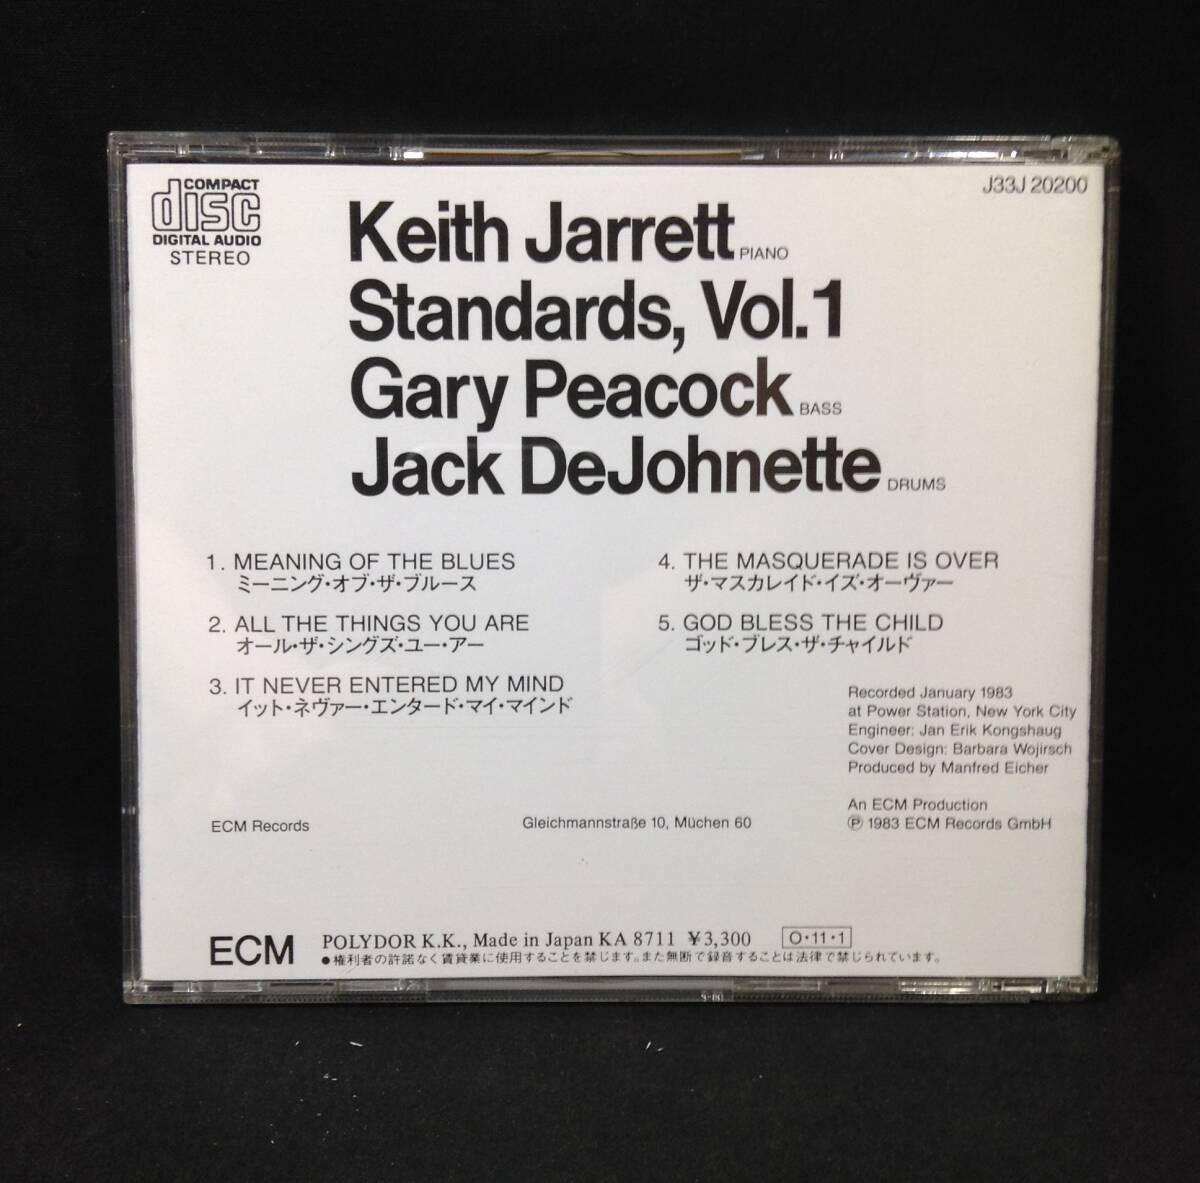 COMPACT
disc
DIGITAL AUDIO
STEREO
J33J 20200
Keith Jarrett PIANO
Standards, Vol.1
Gary Peacock BASS
Jack DeJohnette DRUMS
1. MEANING OF THE BLUES
ミーニング・オブ・ザ・ブルース
2. ALL THE THINGS YOU ARE
オール・ザ・シングズ・ユー・アー
3. IT NEVER ENTERED MY MIND
イット・ネヴァー・エンタード・マイ・マインド
4. THE MASQUERADE IS OVER
ザ・マスカレイド・イズ・オーヴァー
5. GOD BLESS THE CHILD
ゴッド・ブレス・ザ・チャイルド
Recorded January 1983
at Power Station, New York City
Engineer: Jan Erik Kongshaug
Cover Design: Barbara Wojirsch
Produced by Manfred Eicher
An ECM Production
Ⓟ 1983 ECM Records GmbH
ECM Records
Gleichmannstraße 10, Müchen 60
ECM
POLYDOR K.K., Made in Japan KA 8711 ¥3,300 O・11・1
●権利者の許諾なく賃貸業に使用することを禁じます。また無断で録音することは法律で禁じられています。